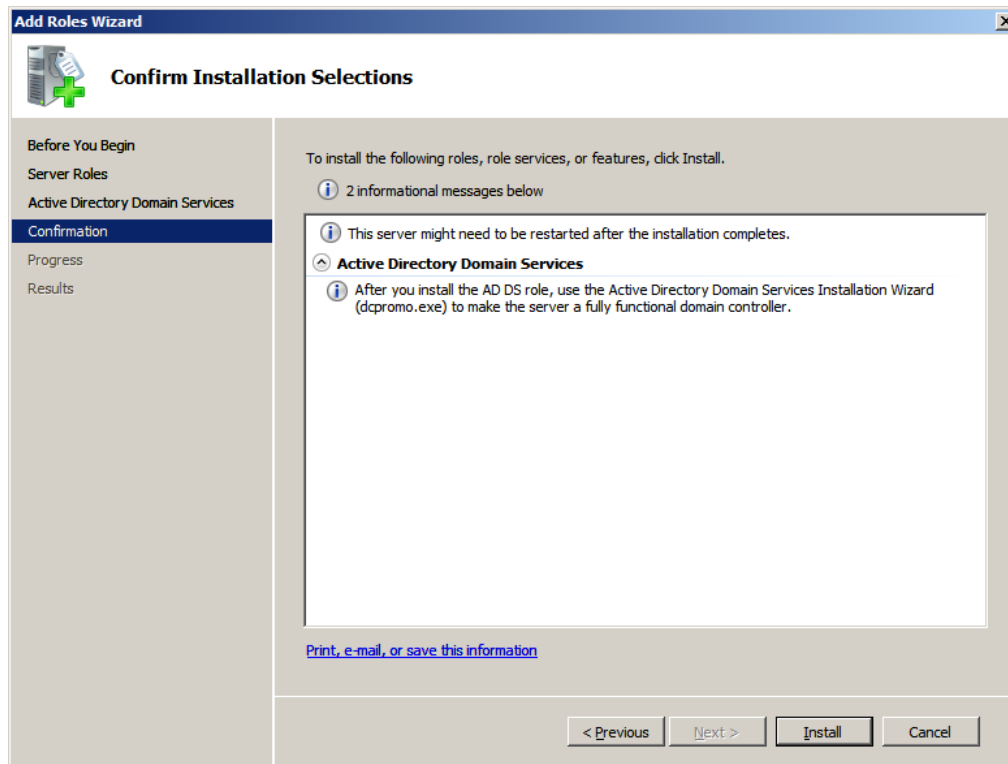 Add Roles Wizard
Confirm Installation Selections
Before You Begin
Server Roles
Active Directory Domain Services
Confirmation
Progress
Results
To install the following roles, role services, or features, click Install.
2 informational messages below
This server might need to be restarted after the installation completes.
Active Directory Domain Services
After you install the AD DS role, use the Active Directory Domain Services Installation Wizard
(dcpromo.exe) to make the server a fully functional domain controller.
Print, e-mail, or save this information
< Previous
Next >
Install
Cancel